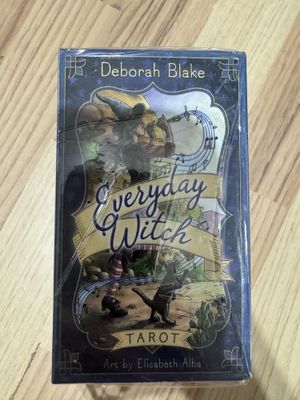 Deborah Blake
Everyday
Witch
TAROT
Art by Elisabeth Alba